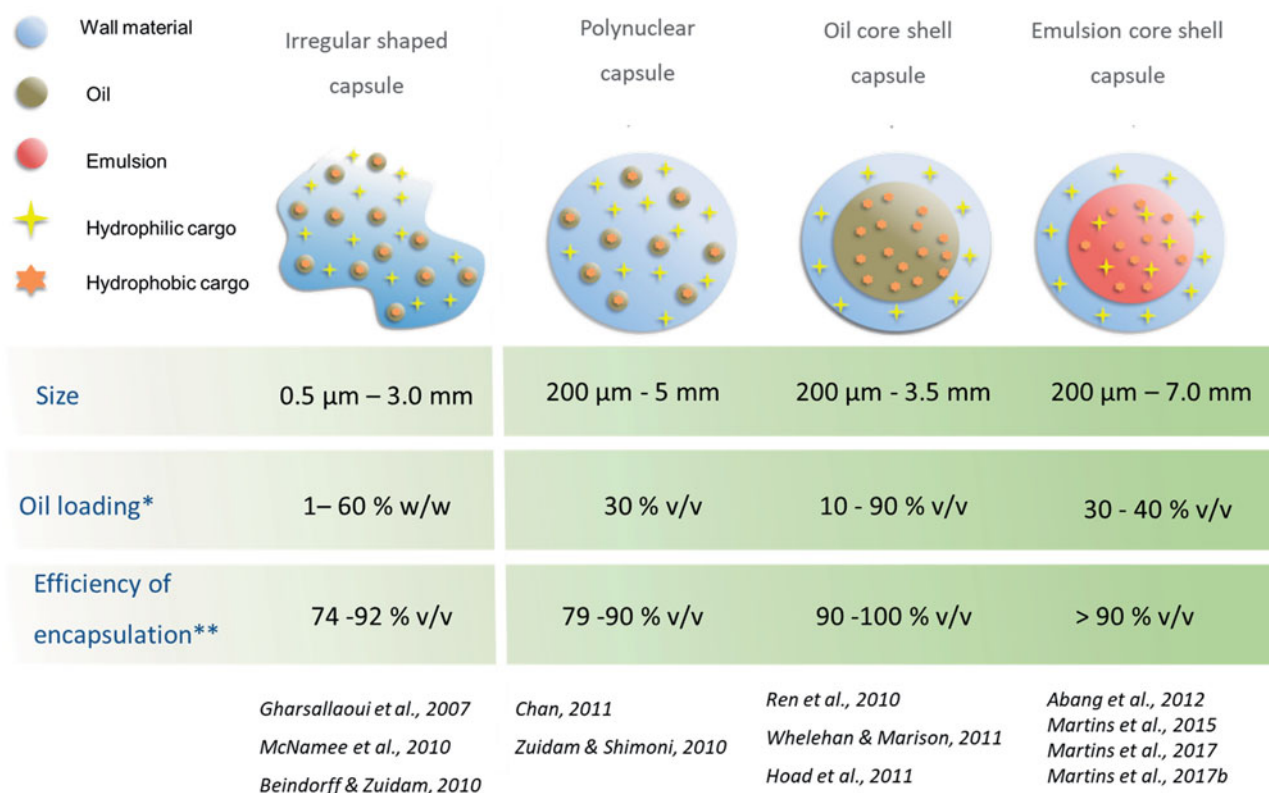 Wall material
Oil
Emulsion
Hydrophilic cargo
Hydrophobic cargo
Irregular shaped
capsule
Polynuclear
capsule
Oil core shell
capsule
Emulsion core shell
capsule
Size
0.5 µm – 3.0 mm
200 µm - 5 mm
200 µm - 3.5 mm
200 µm – 7.0 mm
Oil loading*
1– 60 % w/w
30 % v/v
10 - 90 % v/v
30 - 40 % v/v
Efficiency of
encapsulation**
74 -92 % v/v
79 -90 % v/v
90 -100 % v/v
> 90 % v/v
Gharsallaoui et al., 2007
McNamee et al., 2010
Beindorff & Zuidam, 2010
Chan, 2011
Zuidam & Shimoni, 2010
Ren et al., 2010
Whelehan & Marison, 2011
Hoad et al., 2011
Abang et al., 2012
Martins et al., 2015
Martins et al., 2017
Martins et al., 2017b